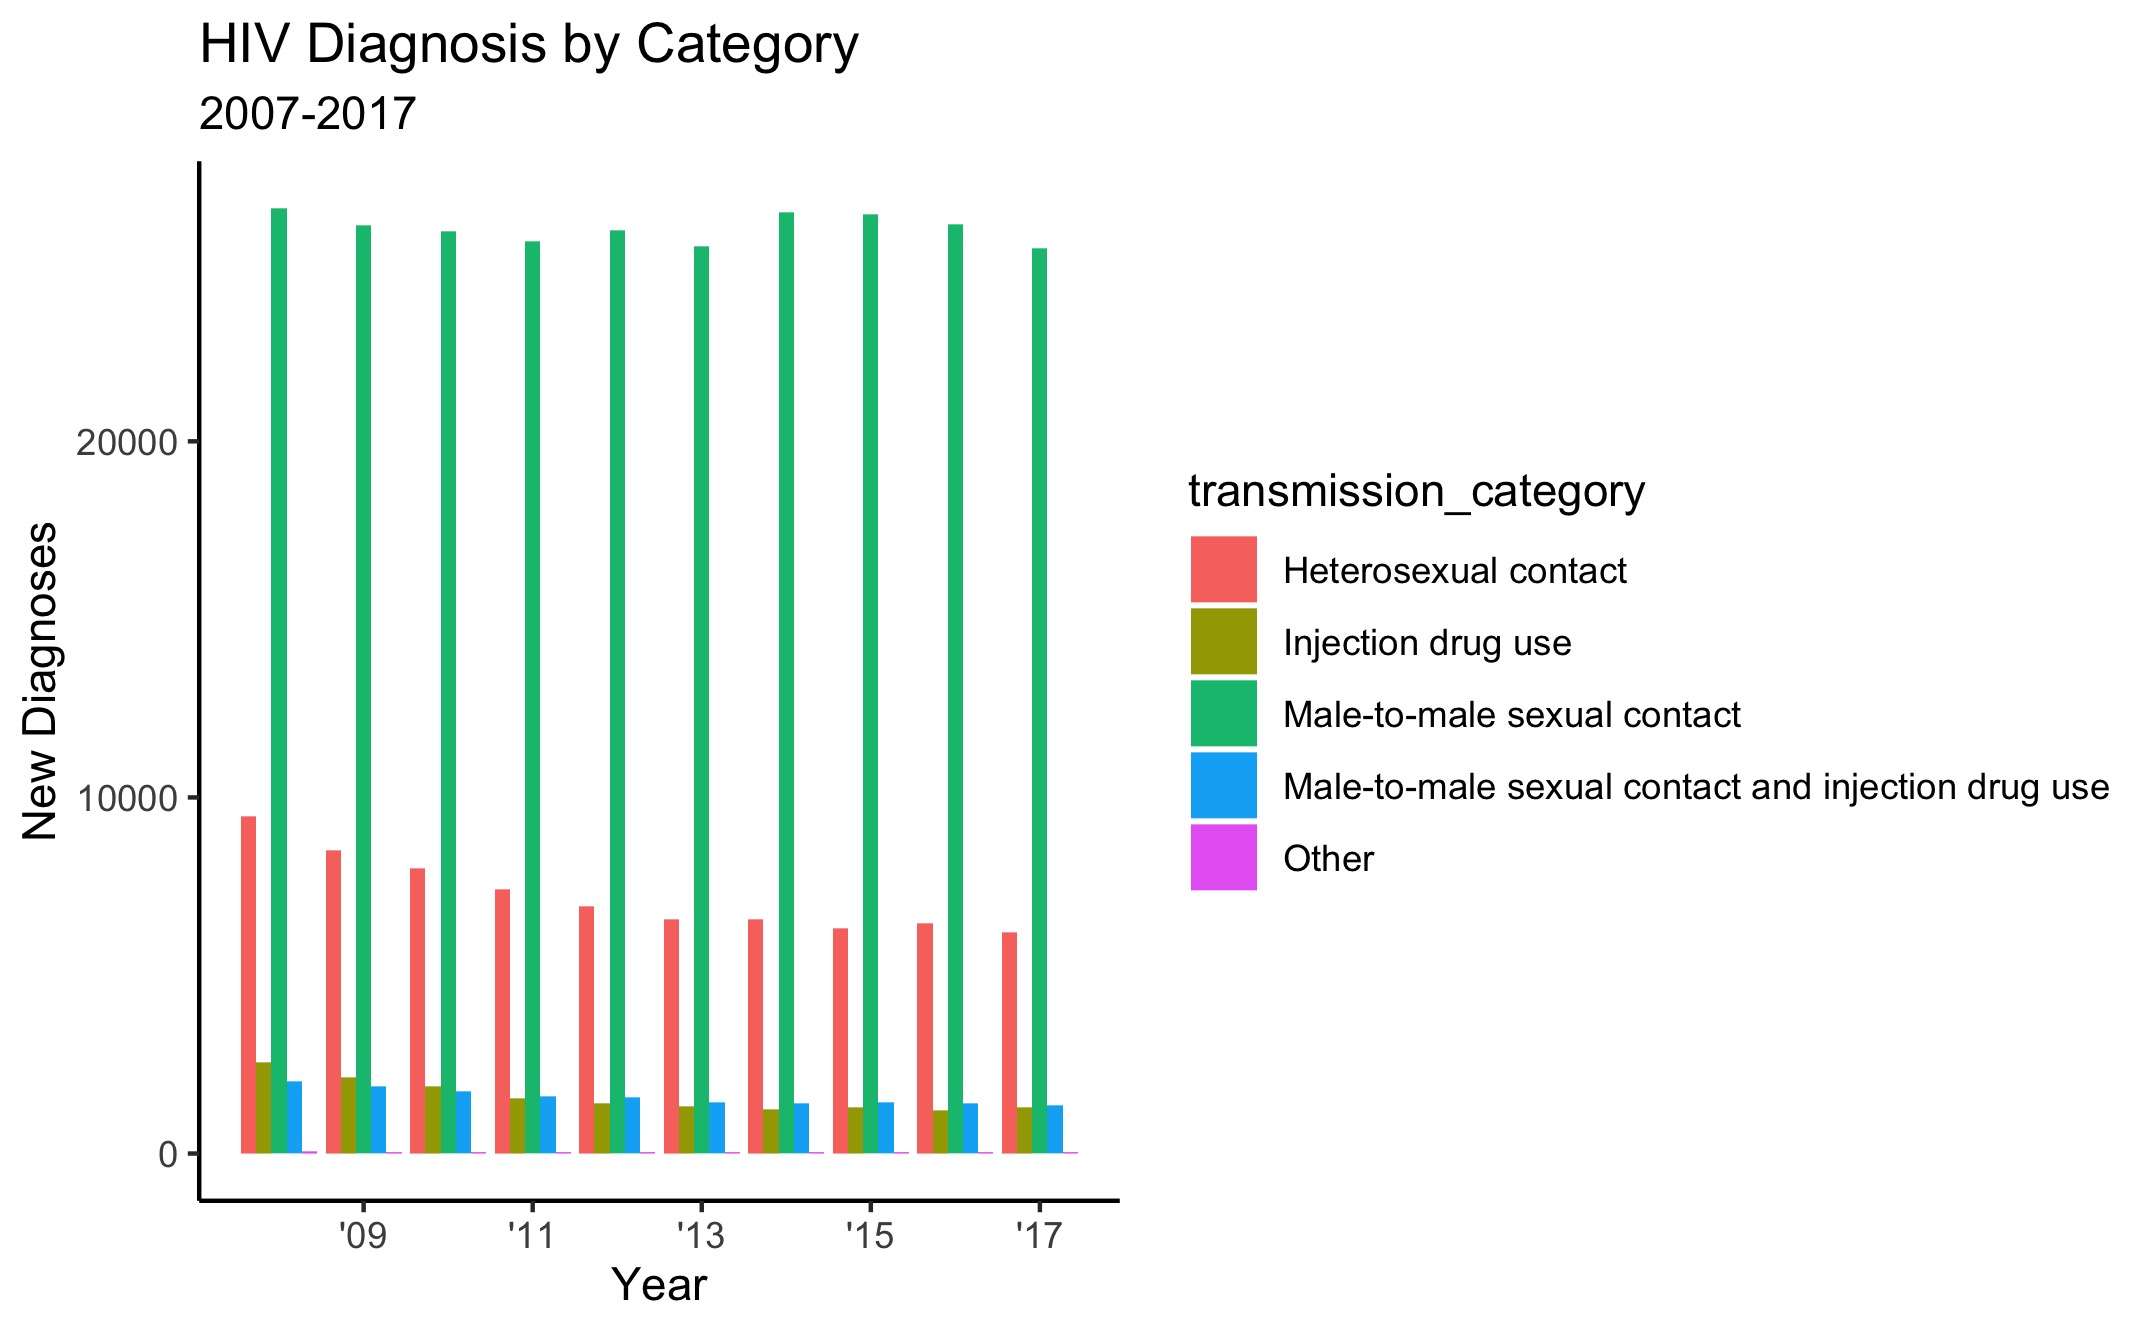 HIV Diagnosis by Category
2007-2017
New Diagnoses
20000
10000
0
'09
'11
'13
'15
'17
Year
transmission_category
Heterosexual contact
Injection drug use
Male-to-male sexual contact
Male-to-male sexual contact and injection drug use
Other